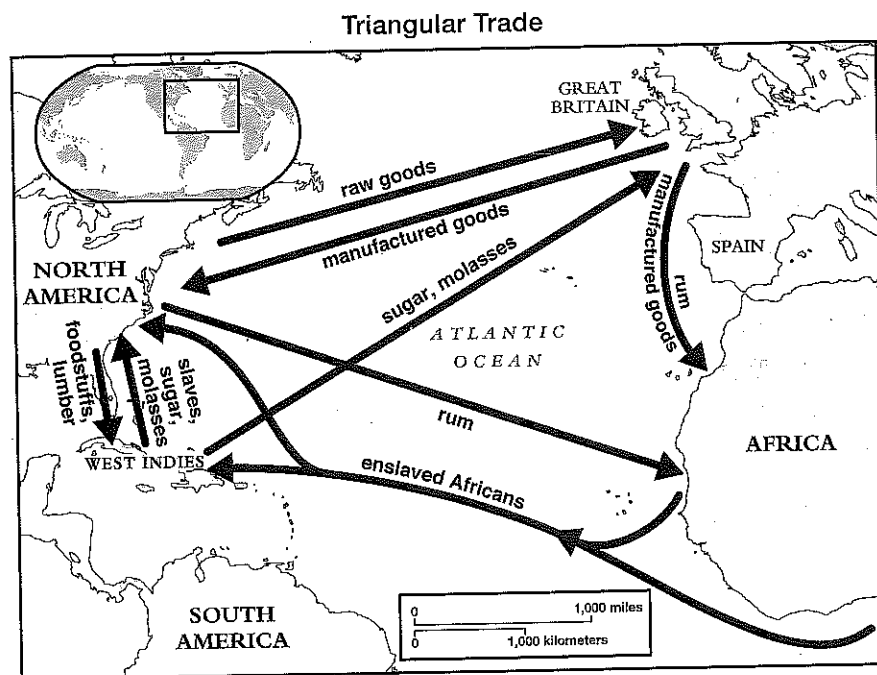 Triangular Trade
GREAT
BRITAIN
raw goods
manufactured goods
sugar, molasses
manufactured goods
rum
SPAIN
NORTH
AMERICA
ATLANTIC
OCEAN
foodstuffs,
lumber
slaves,
sugar,
molasses
rum
AFRICA
WEST INDIES
enslaved Africans
SOUTH
AMERICA
0
1,000 miles
0
1,000 kilometers